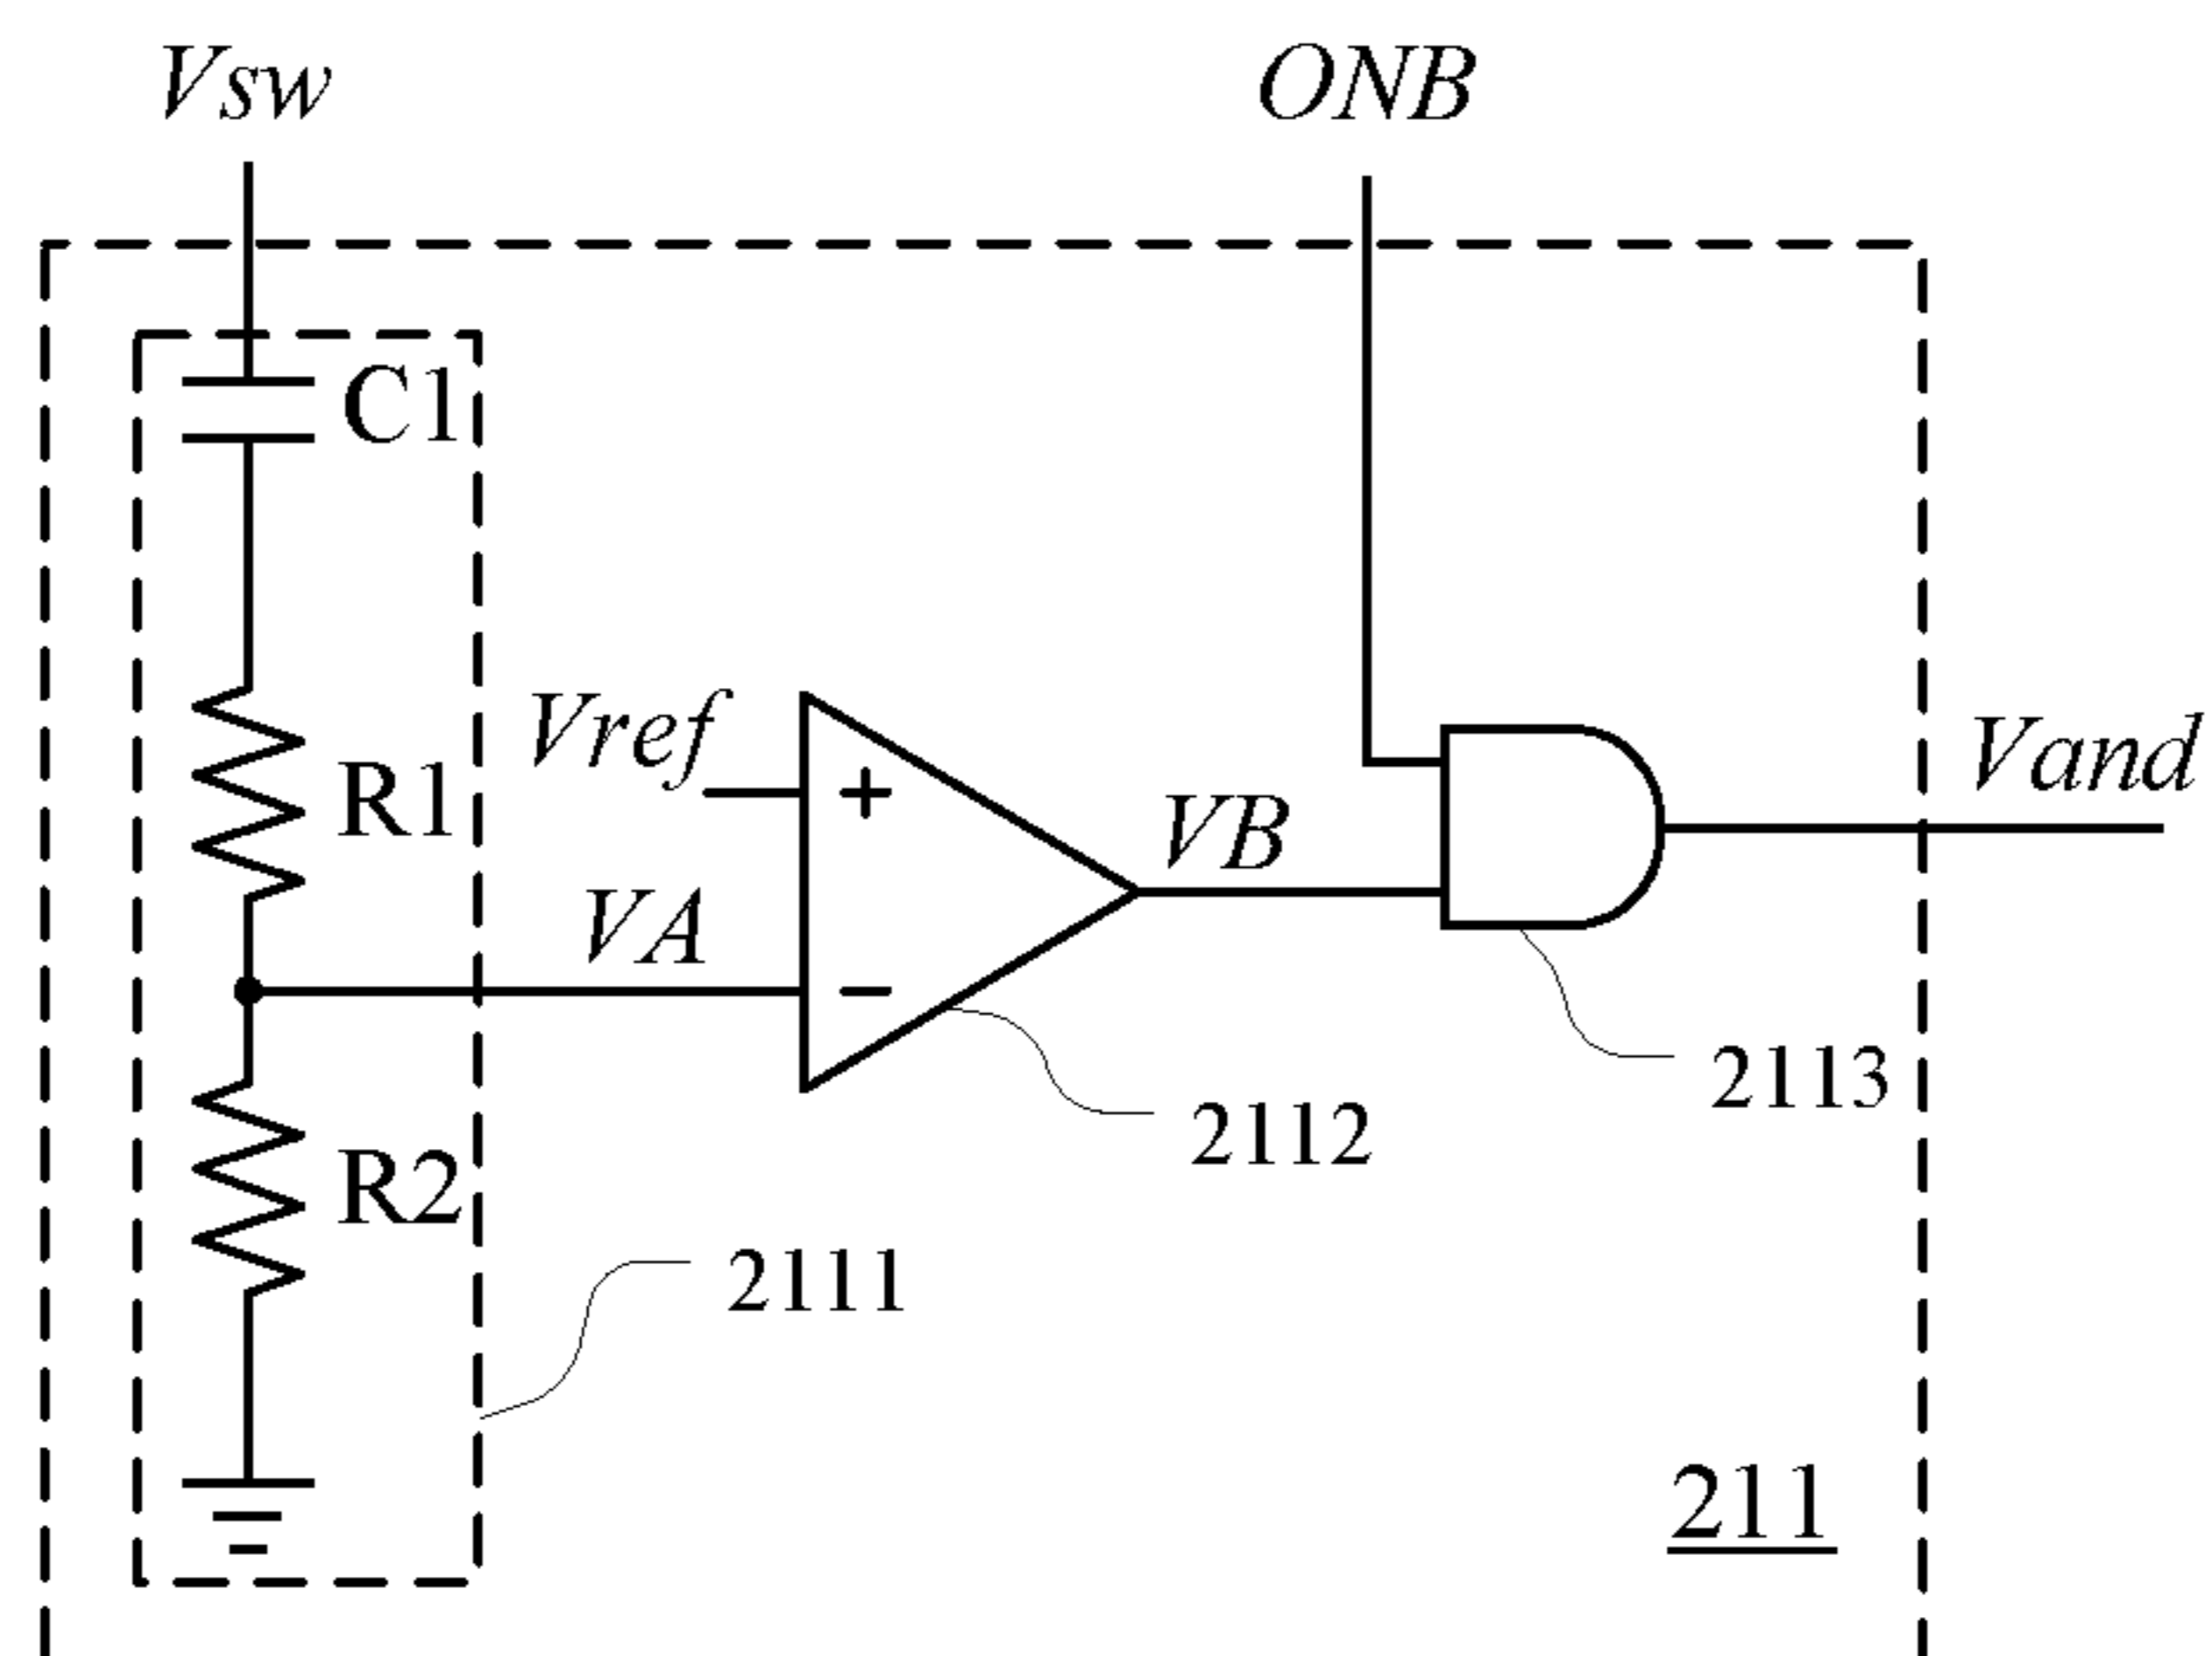 Vsw
ONB
C1
Vref
+
R1
VB
Vand
VA
−
2113
2112
R2
2111
211